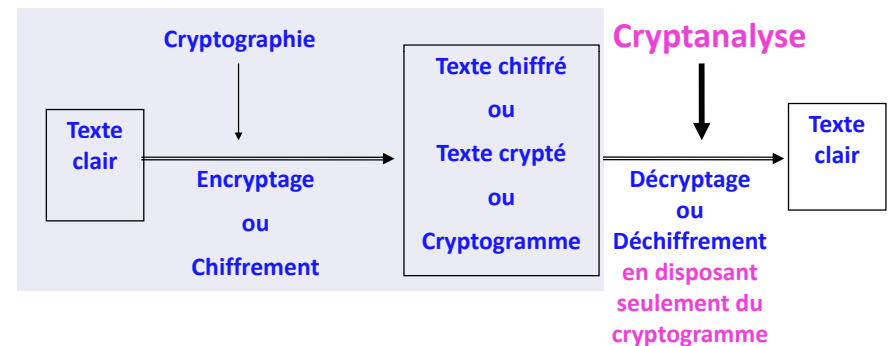 Cryptographie
Cryptanalyse
Texte
clair
Encryptage
ou
Chiffrement
Texte chiffré
ou
Texte crypté
ou
Cryptogramme
Décryptage
ou
Déchiffrement
en disposant
seulement du
cryptogramme
Texte
clair